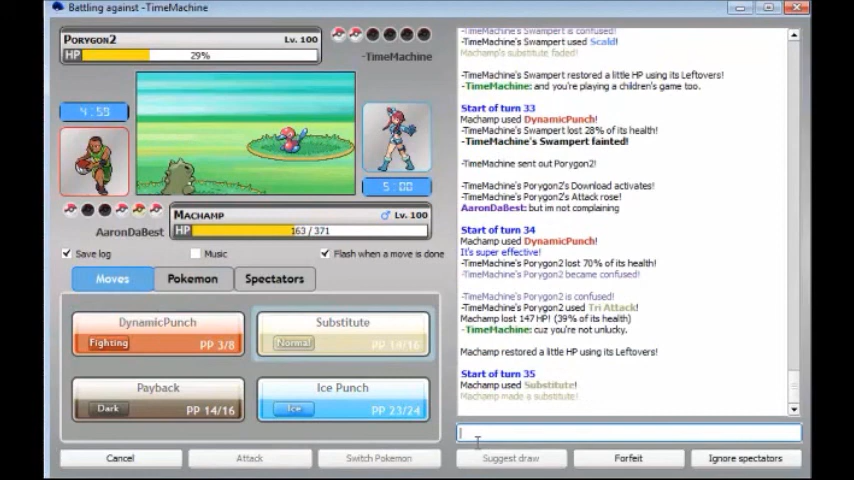 Battling against -TimeMachine
PORYGON2
Lv. 100
HP
29%
-TimeMachine
4:59
5:00
MACHAMP
♂ Lv. 100
HP
163 / 371
AaronDaBest
Save log
Music
Flash when a move is done
Moves
Pokemon
Spectators
DynamicPunch
Fighting
PP 3/8
Substitute
Normal
PP 14/16
Payback
Dark
PP 14/16
Ice Punch
Ice
PP 23/24
Cancel
Attack
Switch Pokemon
-TimeMachine's Swampert is confused!
-TimeMachine's Swampert used Scald!
Machamp's substitute faded!
-TimeMachine's Swampert restored a little HP using its Leftovers!
-TimeMachine: and you're playing a children's game too.
Start of turn 33
Machamp used DynamicPunch!
-TimeMachine's Swampert lost 28% of its health!
-TimeMachine's Swampert fainted!
-TimeMachine sent out Porygon2!
-TimeMachine's Porygon2's Download activates!
-TimeMachine's Porygon2's Attack rose!
AaronDaBest: but im not complaining
Start of turn 34
Machamp used DynamicPunch!
It's super effective!
-TimeMachine's Porygon2 lost 70% of its health!
-TimeMachine's Porygon2 became confused!
-TimeMachine's Porygon2 is confused!
-TimeMachine's Porygon2 used Tri Attack!
Machamp lost 147 HP! (39% of its health)
-TimeMachine: cuz you're not unlucky.
Machamp restored a little HP using its Leftovers!
Start of turn 35
Machamp used Substitute!
Machamp made a substitute!
Suggest draw
Forfeit
Ignore spectators